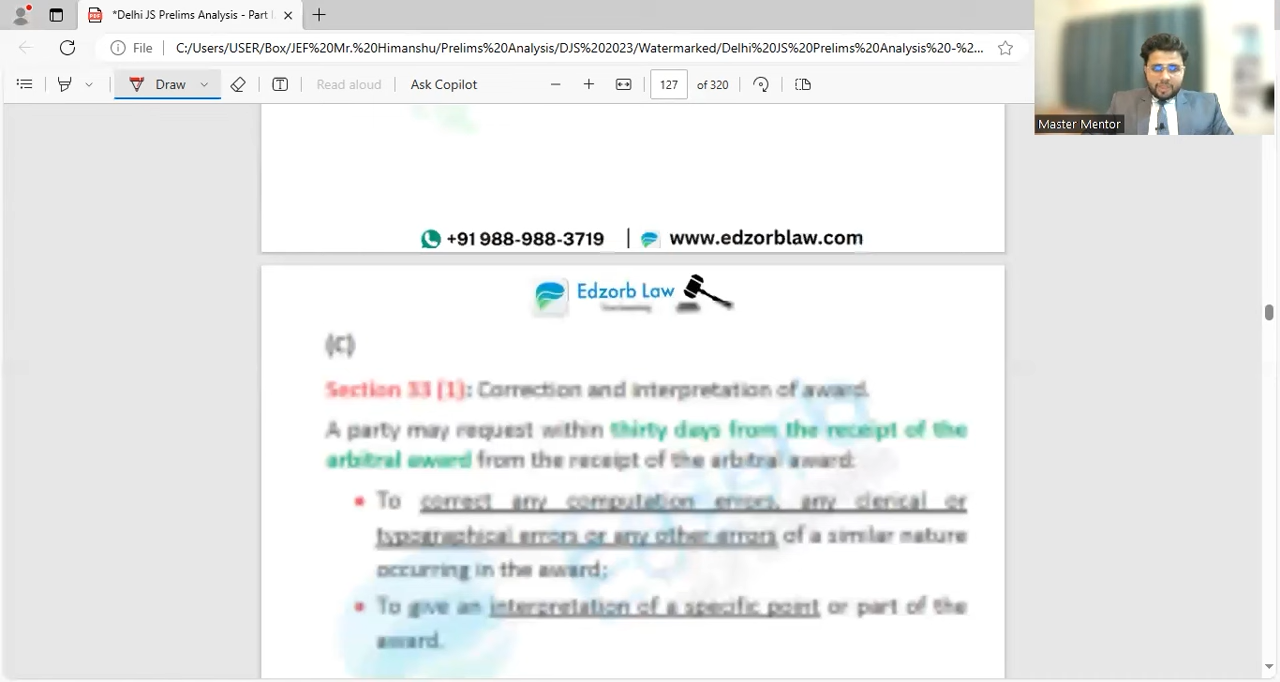 *Delhi JS Prelims Analysis - Part I
File
C:/Users/USER/Box/JEF%20Mr.%20Himanshu/Prelims%20Analysis/DJS%202023/Watermarked/Delhi%20JS%20Prelims%20Analysis%20-%2...
Draw
Read aloud
Ask Copilot
127 of 320
Master Mentor
+91 988-988-3719 | www.edzorblaw.com
Edzorb Law
(C)
Section 33 (1): Correction and interpretation of award.
A party may request within thirty days from the receipt of the
arbitral award from the receipt of the arbitral award:
• To correct any computation errors, any clerical or
typographical errors or any other errors of a similar nature
occurring in the award;
• To give an interpretation of a specific point or part of the
award.